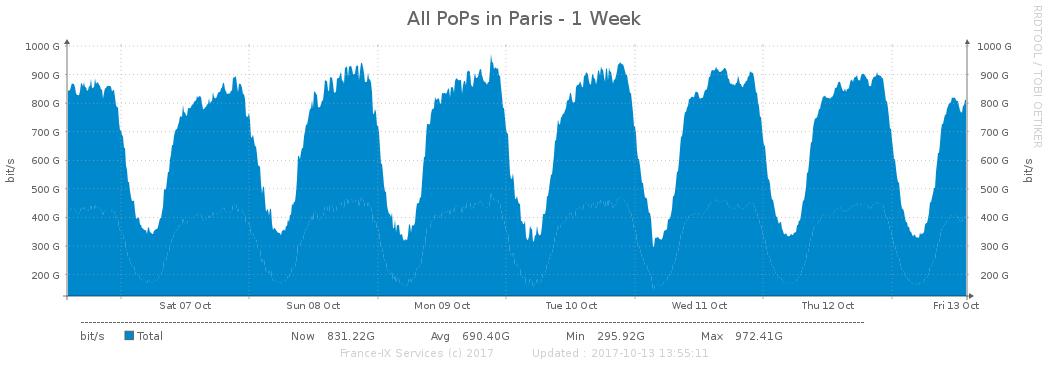 All PoPs in Paris - 1 Week
RRDTOOL / TOBI OETIKER
bit/s
bit/s
1000 G 1000 G
900 G 900 G
800 G 800 G
700 G 700 G
600 G 600 G
500 G 500 G
400 G 400 G
300 G 300 G
200 G 200 G
Sat 07 Oct Sun 08 Oct Mon 09 Oct Tue 10 Oct Wed 11 Oct Thu 12 Oct Fri 13 Oct
bit/s Total Now 831.22G Avg 690.40G Min 295.92G Max 972.41G
France-IX Services (c) 2017 Updated : 2017-10-13 13:55:11